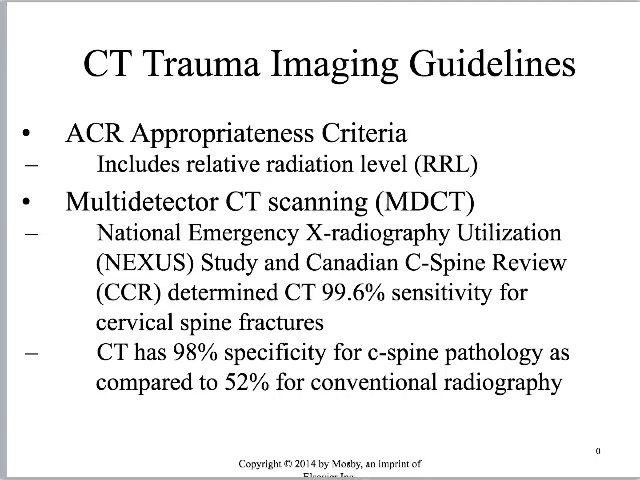 CT Trauma Imaging Guidelines
• ACR Appropriateness Criteria
– Includes relative radiation level (RRL)
• Multidetector CT scanning (MDCT)
– National Emergency X-radiography Utilization
(NEXUS) Study and Canadian C-Spine Review
(CCR) determined CT 99.6% sensitivity for
cervical spine fractures
– CT has 98% specificity for c-spine pathology as
compared to 52% for conventional radiography
0
Copyright © 2014 by Mosby, an imprint of
Elsevier Inc.